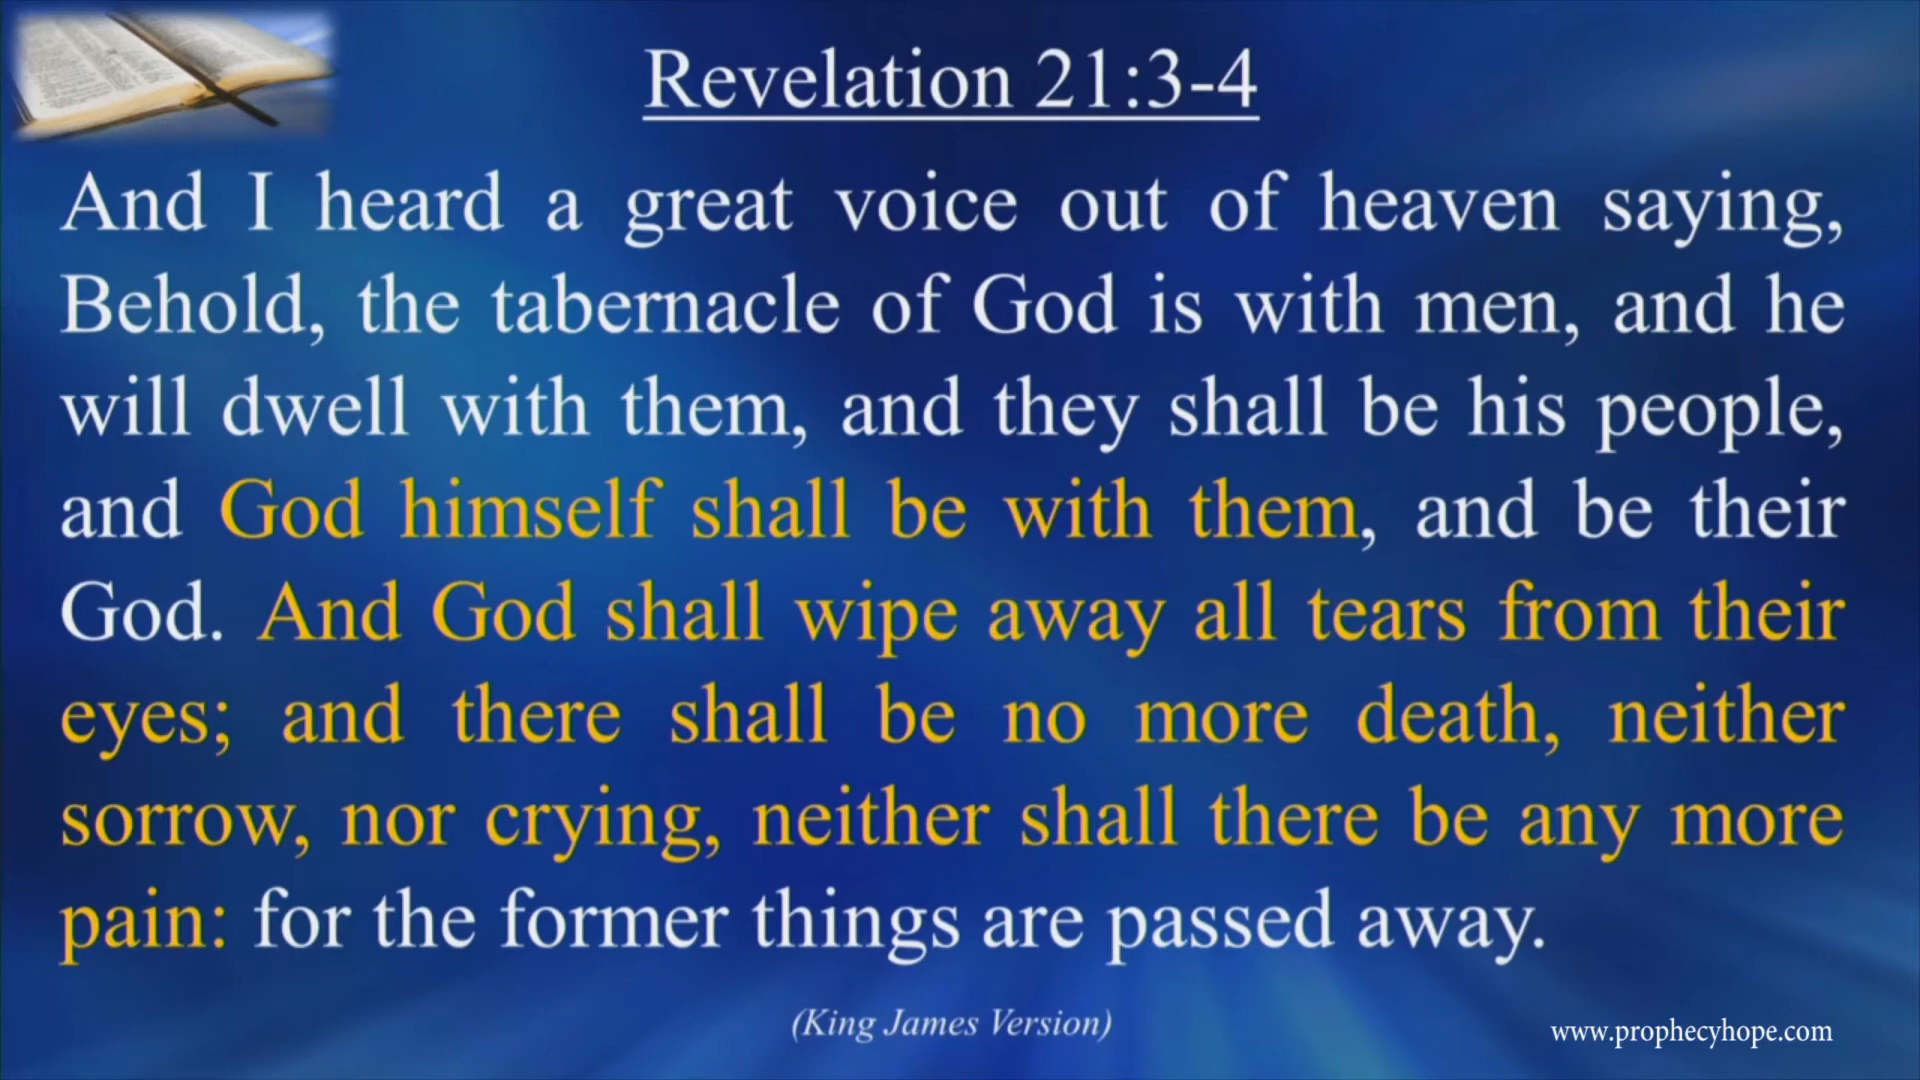 Revelation 21:3-4
And I heard a great voice out of heaven saying,
Behold, the tabernacle of God is with men, and he
will dwell with them, and they shall be his people,
and God himself shall be with them, and be their
God. And God shall wipe away all tears from their
eyes; and there shall be no more death, neither
sorrow, nor crying, neither shall there be any more
pain: for the former things are passed away.
(King James Version)
www.prophecyhope.com